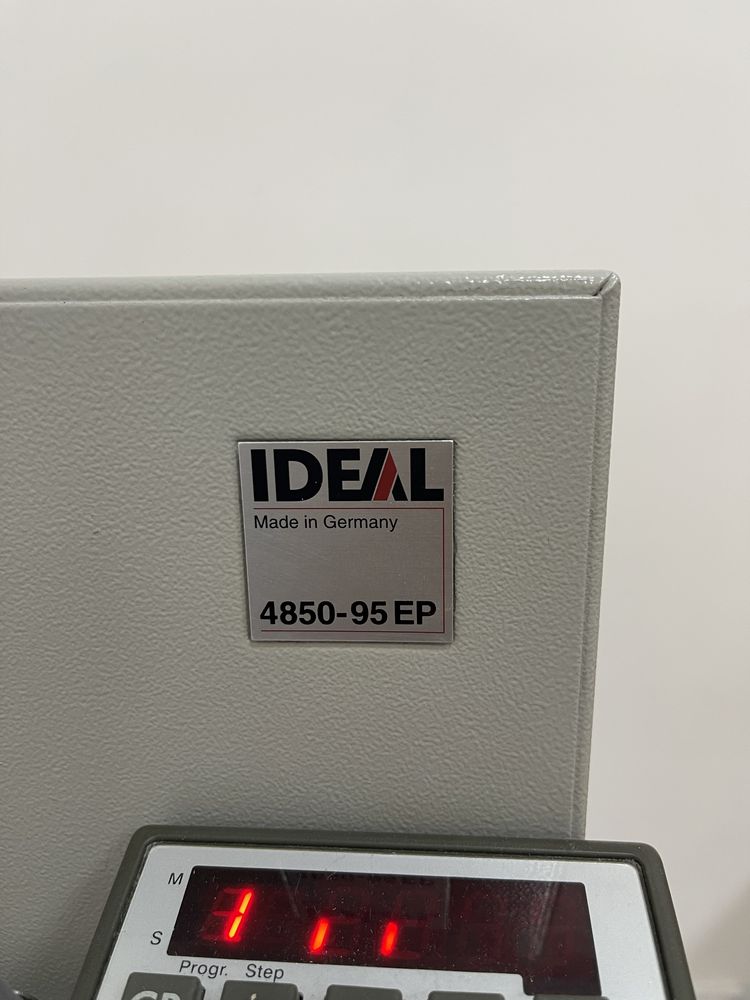 IDEAL
Made in Germany
4850-95 EP
M
S
Progr. Step